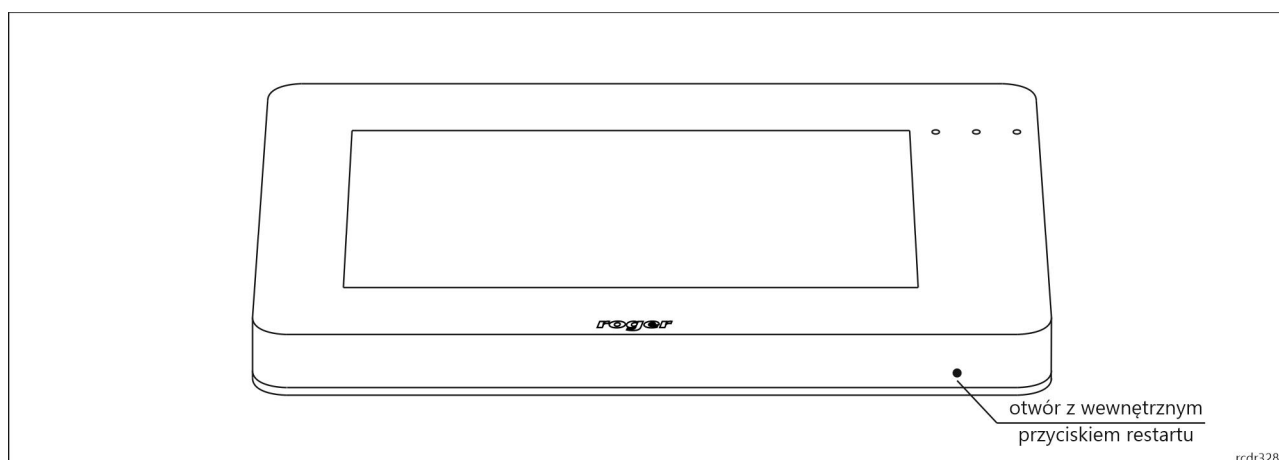 roger
otwór z wewnętrznym
przyciskiem restartu
rcdr328